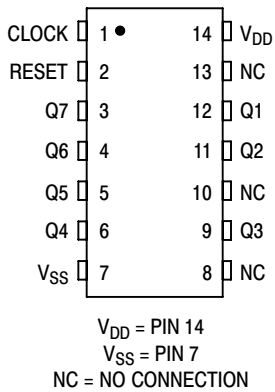 CLOCK 1 14 VDD
RESET 2 13 NC
Q7 3 12 Q1
Q6 4 11 Q2
Q5 5 10 NC
Q4 6 9 Q3
VSS 7 8 NC
VDD = PIN 14
VSS = PIN 7
NC = NO CONNECTION